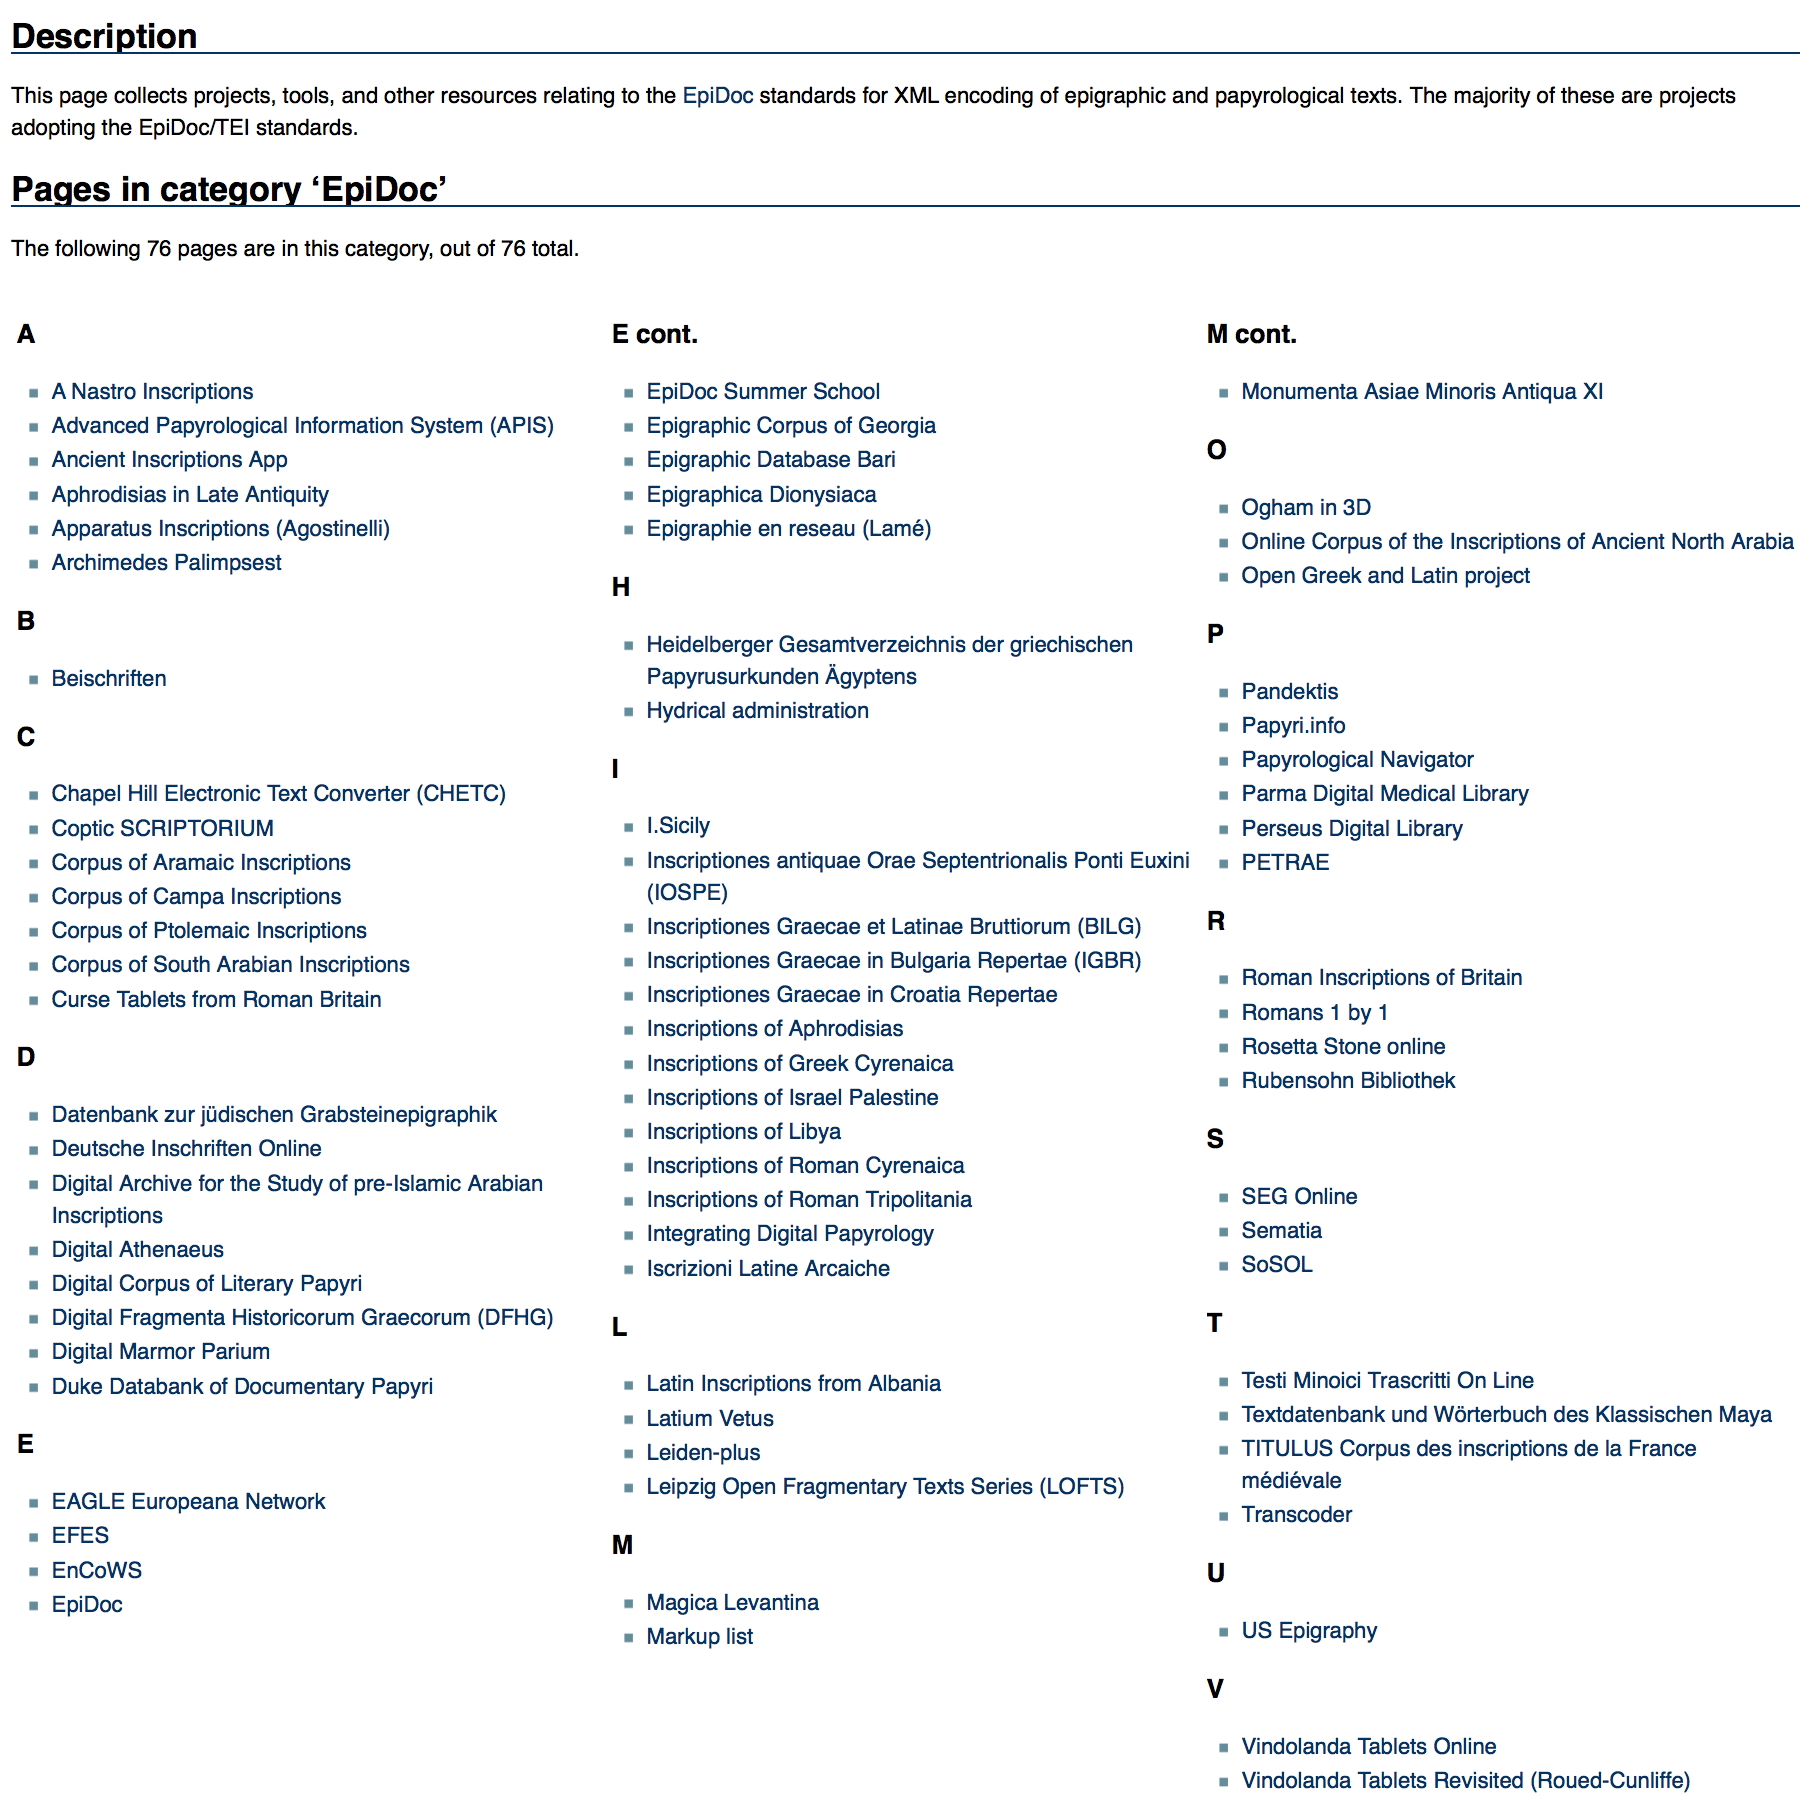 Description
This page collects projects, tools, and other resources relating to the EpiDoc standards for XML encoding of epigraphic and papyrological texts. The majority of these are projects
adopting the EpiDoc/TEI standards.
Pages in category ‘EpiDoc’
The following 76 pages are in this category, out of 76 total.
A
A Nastro Inscriptions
Advanced Papyrological Information System (APIS)
Ancient Inscriptions App
Aphrodisias in Late Antiquity
Apparatus Inscriptions (Agostinelli)
Archimedes Palimpsest
B
Beischriften
C
Chapel Hill Electronic Text Converter (CHETC)
Coptic SCRIPTORIUM
Corpus of Aramaic Inscriptions
Corpus of Campa Inscriptions
Corpus of Ptolemaic Inscriptions
Corpus of South Arabian Inscriptions
Curse Tablets from Roman Britain
D
Datenbank zur jüdischen Grabsteinepigraphik
Deutsche Inschriften Online
Digital Archive for the Study of pre-Islamic Arabian
Inscriptions
Digital Athenaeus
Digital Corpus of Literary Papyri
Digital Fragmenta Historicorum Graecorum (DFHG)
Digital Marmor Parium
Duke Databank of Documentary Papyri
E
EAGLE Europeana Network
EFES
EnCoWS
EpiDoc
E cont.
EpiDoc Summer School
Epigraphic Corpus of Georgia
Epigraphic Database Bari
Epigraphica Dionysiaca
Epigraphie en reseau (Lamé)
H
Heidelberger Gesamtverzeichnis der griechischen
Papyrusurkunden Ägyptens
Hydrical administration
I
I.Sicily
Inscriptiones antiquae Orae Septentrionalis Ponti Euxini
(IOSPE)
Inscriptiones Graecae et Latinae Bruttiorum (BILG)
Inscriptiones Graecae in Bulgaria Repertae (IGBR)
Inscriptiones Graecae in Croatia Repertae
Inscriptions of Aphrodisias
Inscriptions of Greek Cyrenaica
Inscriptions of Israel Palestine
Inscriptions of Libya
Inscriptions of Roman Cyrenaica
Inscriptions of Roman Tripolitania
Integrating Digital Papyrology
Iscrizioni Latine Arcaiche
L
Latin Inscriptions from Albania
Latium Vetus
Leiden-plus
Leipzig Open Fragmentary Texts Series (LOFTS)
M
Magica Levantina
Markup list
M cont.
Monumenta Asiae Minoris Antiqua XI
O
Ogham in 3D
Online Corpus of the Inscriptions of Ancient North Arabia
Open Greek and Latin project
P
Pandektis
Papyri.info
Papyrological Navigator
Parma Digital Medical Library
Perseus Digital Library
PETRAE
R
Roman Inscriptions of Britain
Romans 1 by 1
Rosetta Stone online
Rubensohn Bibliothek
S
SEG Online
Sematia
SoSOL
T
Testi Minoici Trascritti On Line
Textdatenbank und Wörterbuch des Klassischen Maya
TITULUS Corpus des inscriptions de la France
médiévale
Transcoder
U
US Epigraphy
V
Vindolanda Tablets Online
Vindolanda Tablets Revisited (Roued-Cunliffe)